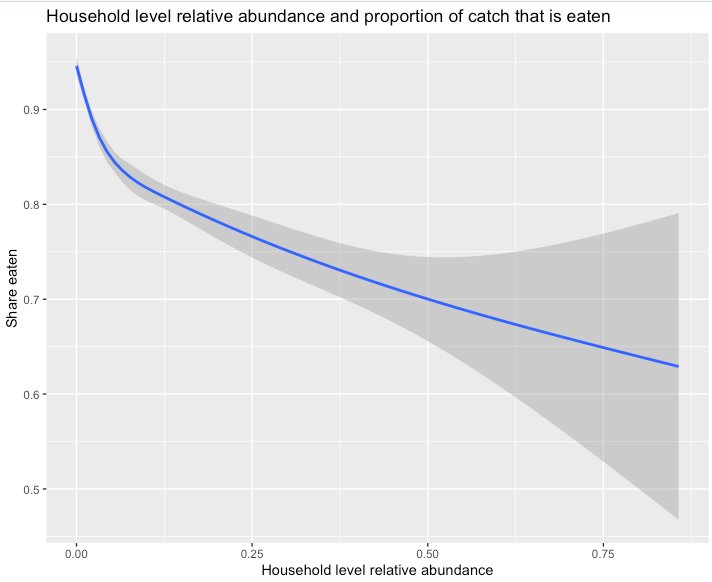 Household level relative abundance and proportion of catch that is eaten
0.9
0.8
0.7
0.6
0.5
Share eaten
0.00 0.25 0.50 0.75
Household level relative abundance